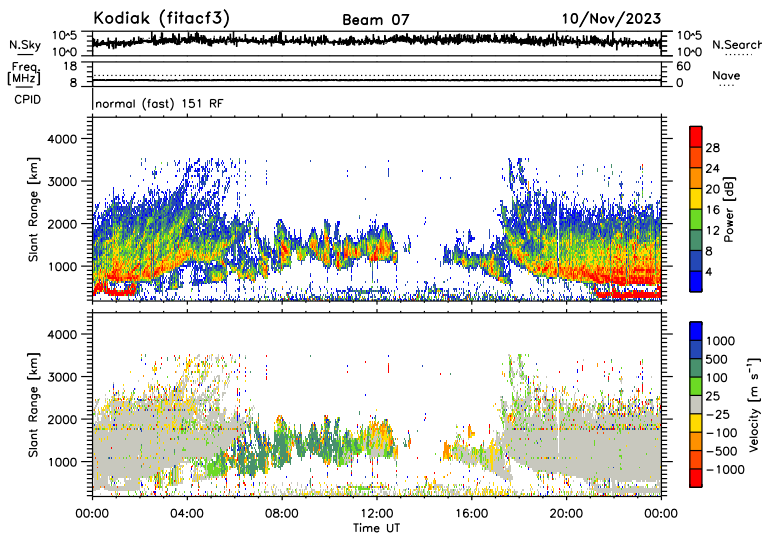 Kodiak (fitacf3) Beam 07 10/Nov/2023
N.Sky 10^5 10^0 10^5 10^0 N.Search
Freq. [MHz] 18 8 60 0 Nave
CPID normal (fast) 151 RF
Slant Range [km] 4000 3000 2000 1000
Power [dB] 28 24 20 16 12 8 4
Slant Range [km] 4000 3000 2000 1000
Velocity [m s⁻¹] 1000 500 100 25 -25 -100 -500 -1000
00:00 04:00 08:00 12:00 16:00 20:00 00:00
Time UT